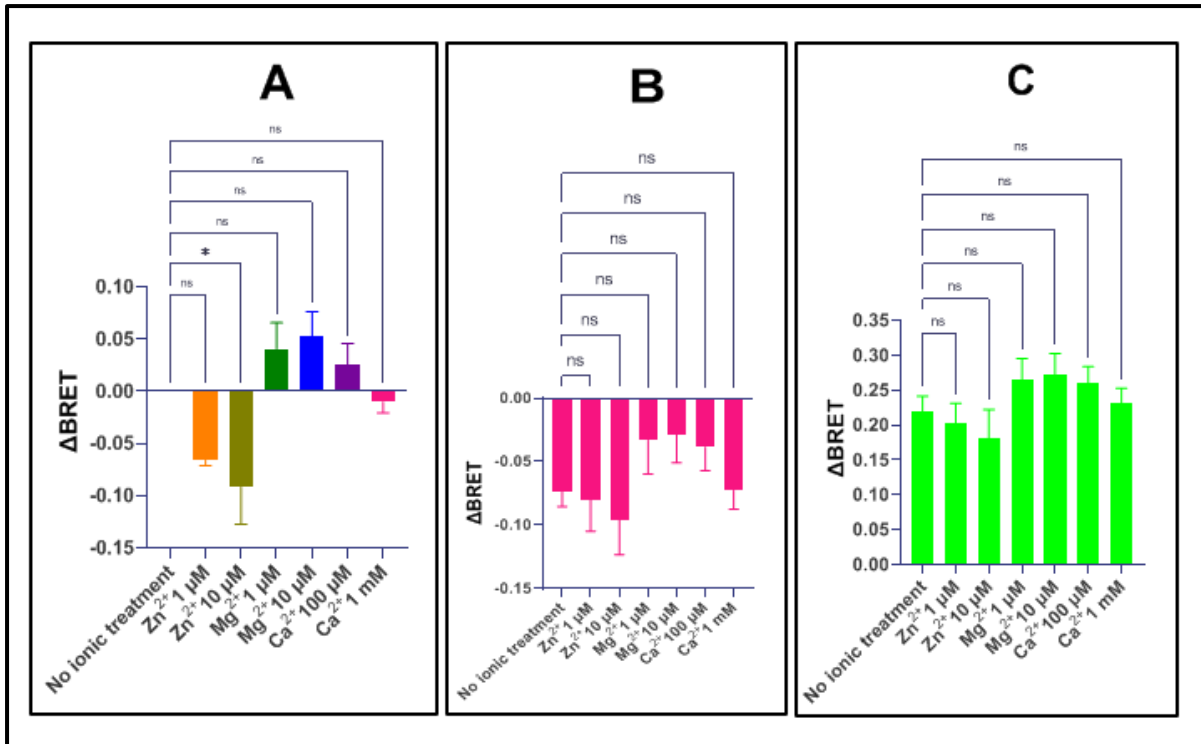 A
ns
ns
ns
ns
*
ns
ΔBRET
0.10
0.05
0.00
-0.05
-0.10
-0.15
No ionic treatment
Zn²⁺ 1 µM
Zn²⁺ 10 µM
Mg²⁺ 1 µM
Mg²⁺ 10 µM
Ca²⁺ 100 µM
Ca²⁺ 1 mM
B
ns
ns
ns
ns
ns
ns
ΔBRET
0.00
-0.05
-0.10
-0.15
No ionic treatment
Zn²⁺ 1 µM
Zn²⁺ 10 µM
Mg²⁺ 1 µM
Mg²⁺ 10 µM
Ca²⁺ 100 µM
Ca²⁺ 1 mM
C
ns
ns
ns
ns
ns
ns
ΔBRET
0.35
0.30
0.25
0.20
0.15
0.10
0.05
0.00
No ionic treatment
Zn²⁺ 1 µM
Zn²⁺ 10 µM
Mg²⁺ 1 µM
Mg²⁺ 10 µM
Ca²⁺ 100 µM
Ca²⁺ 1 mM